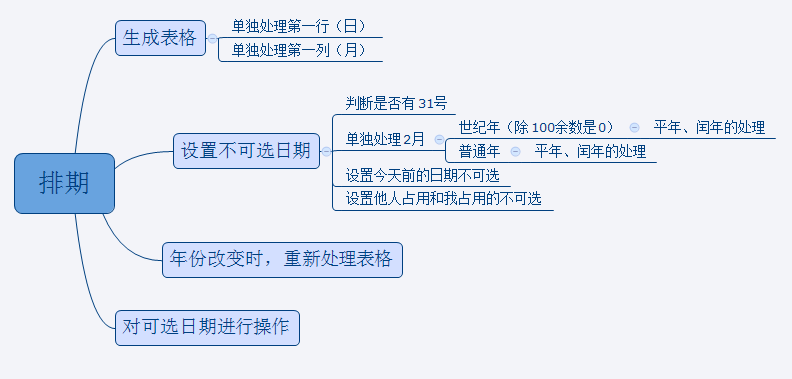 排期
生成表格
单独处理第一行（日）
单独处理第一列（月）
设置不可选日期
判断是否有31号
单独处理2月
世纪年（除100余数是0）
平年、闰年的处理
普通年
平年、闰年的处理
设置今天前的日期不可选
设置他人占用和我占用的不可选
年份改变时，重新处理表格
对可选日期进行操作